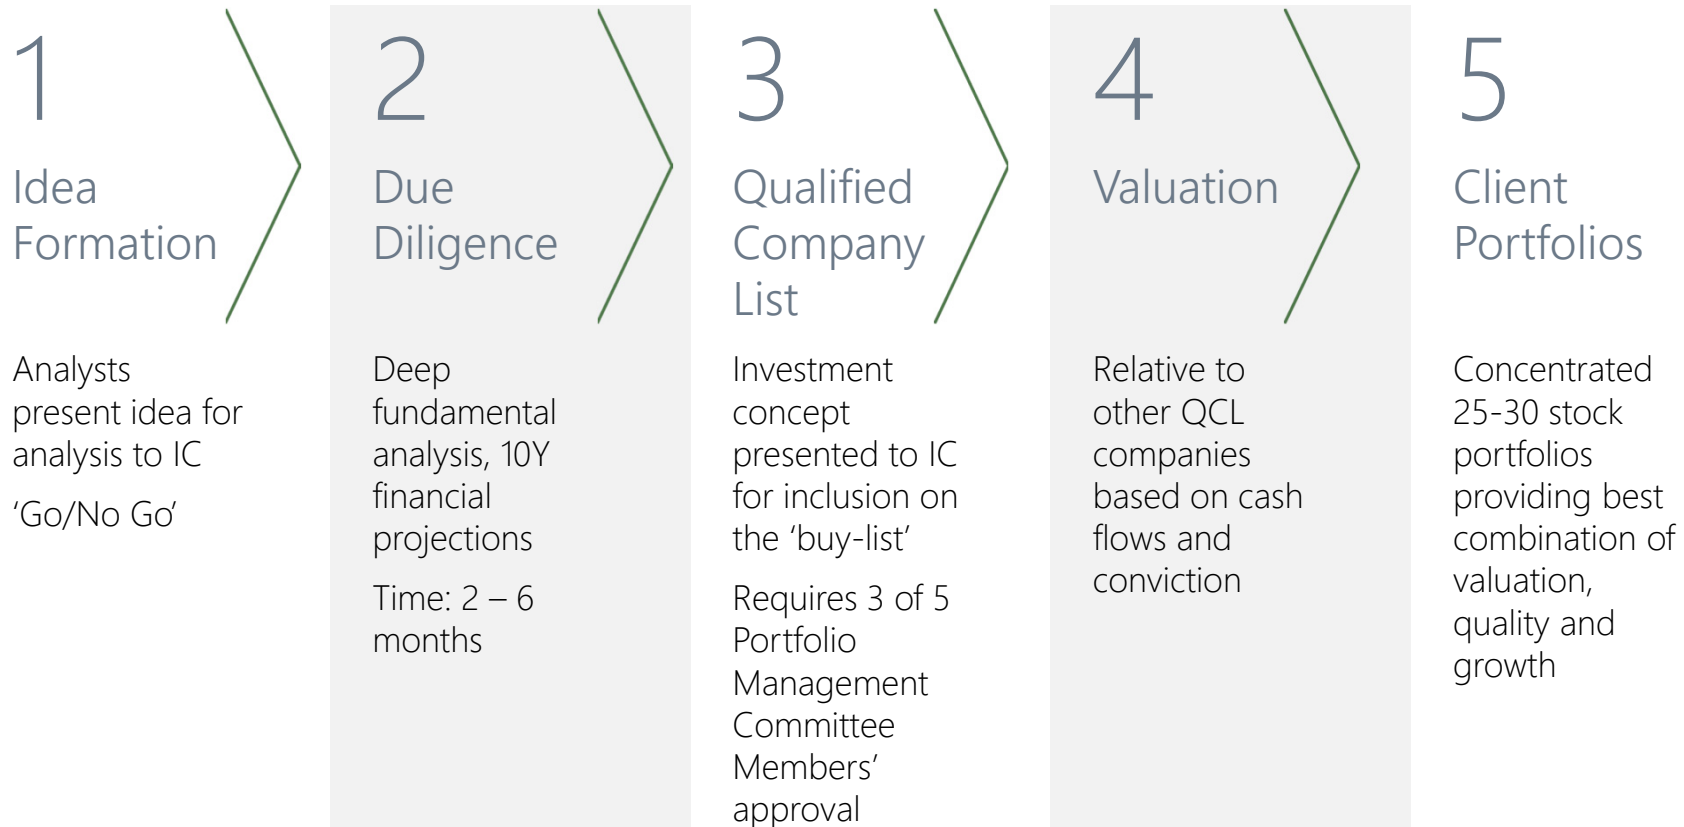 1
Idea
Formation
Analysts
present idea for
analysis to IC
‘Go/No Go’
2
Due
Diligence
Deep
fundamental
analysis, 10Y
financial
projections
Time: 2 – 6
months
3
Qualified
Company
List
Investment
concept
presented to IC
for inclusion on
the ‘buy-list’
Requires 3 of 5
Portfolio
Management
Committee
Members’
approval
4
Valuation
Relative to
other QCL
companies
based on cash
flows and
conviction
5
Client
Portfolios
Concentrated
25-30 stock
portfolios
providing best
combination of
valuation,
quality and
growth